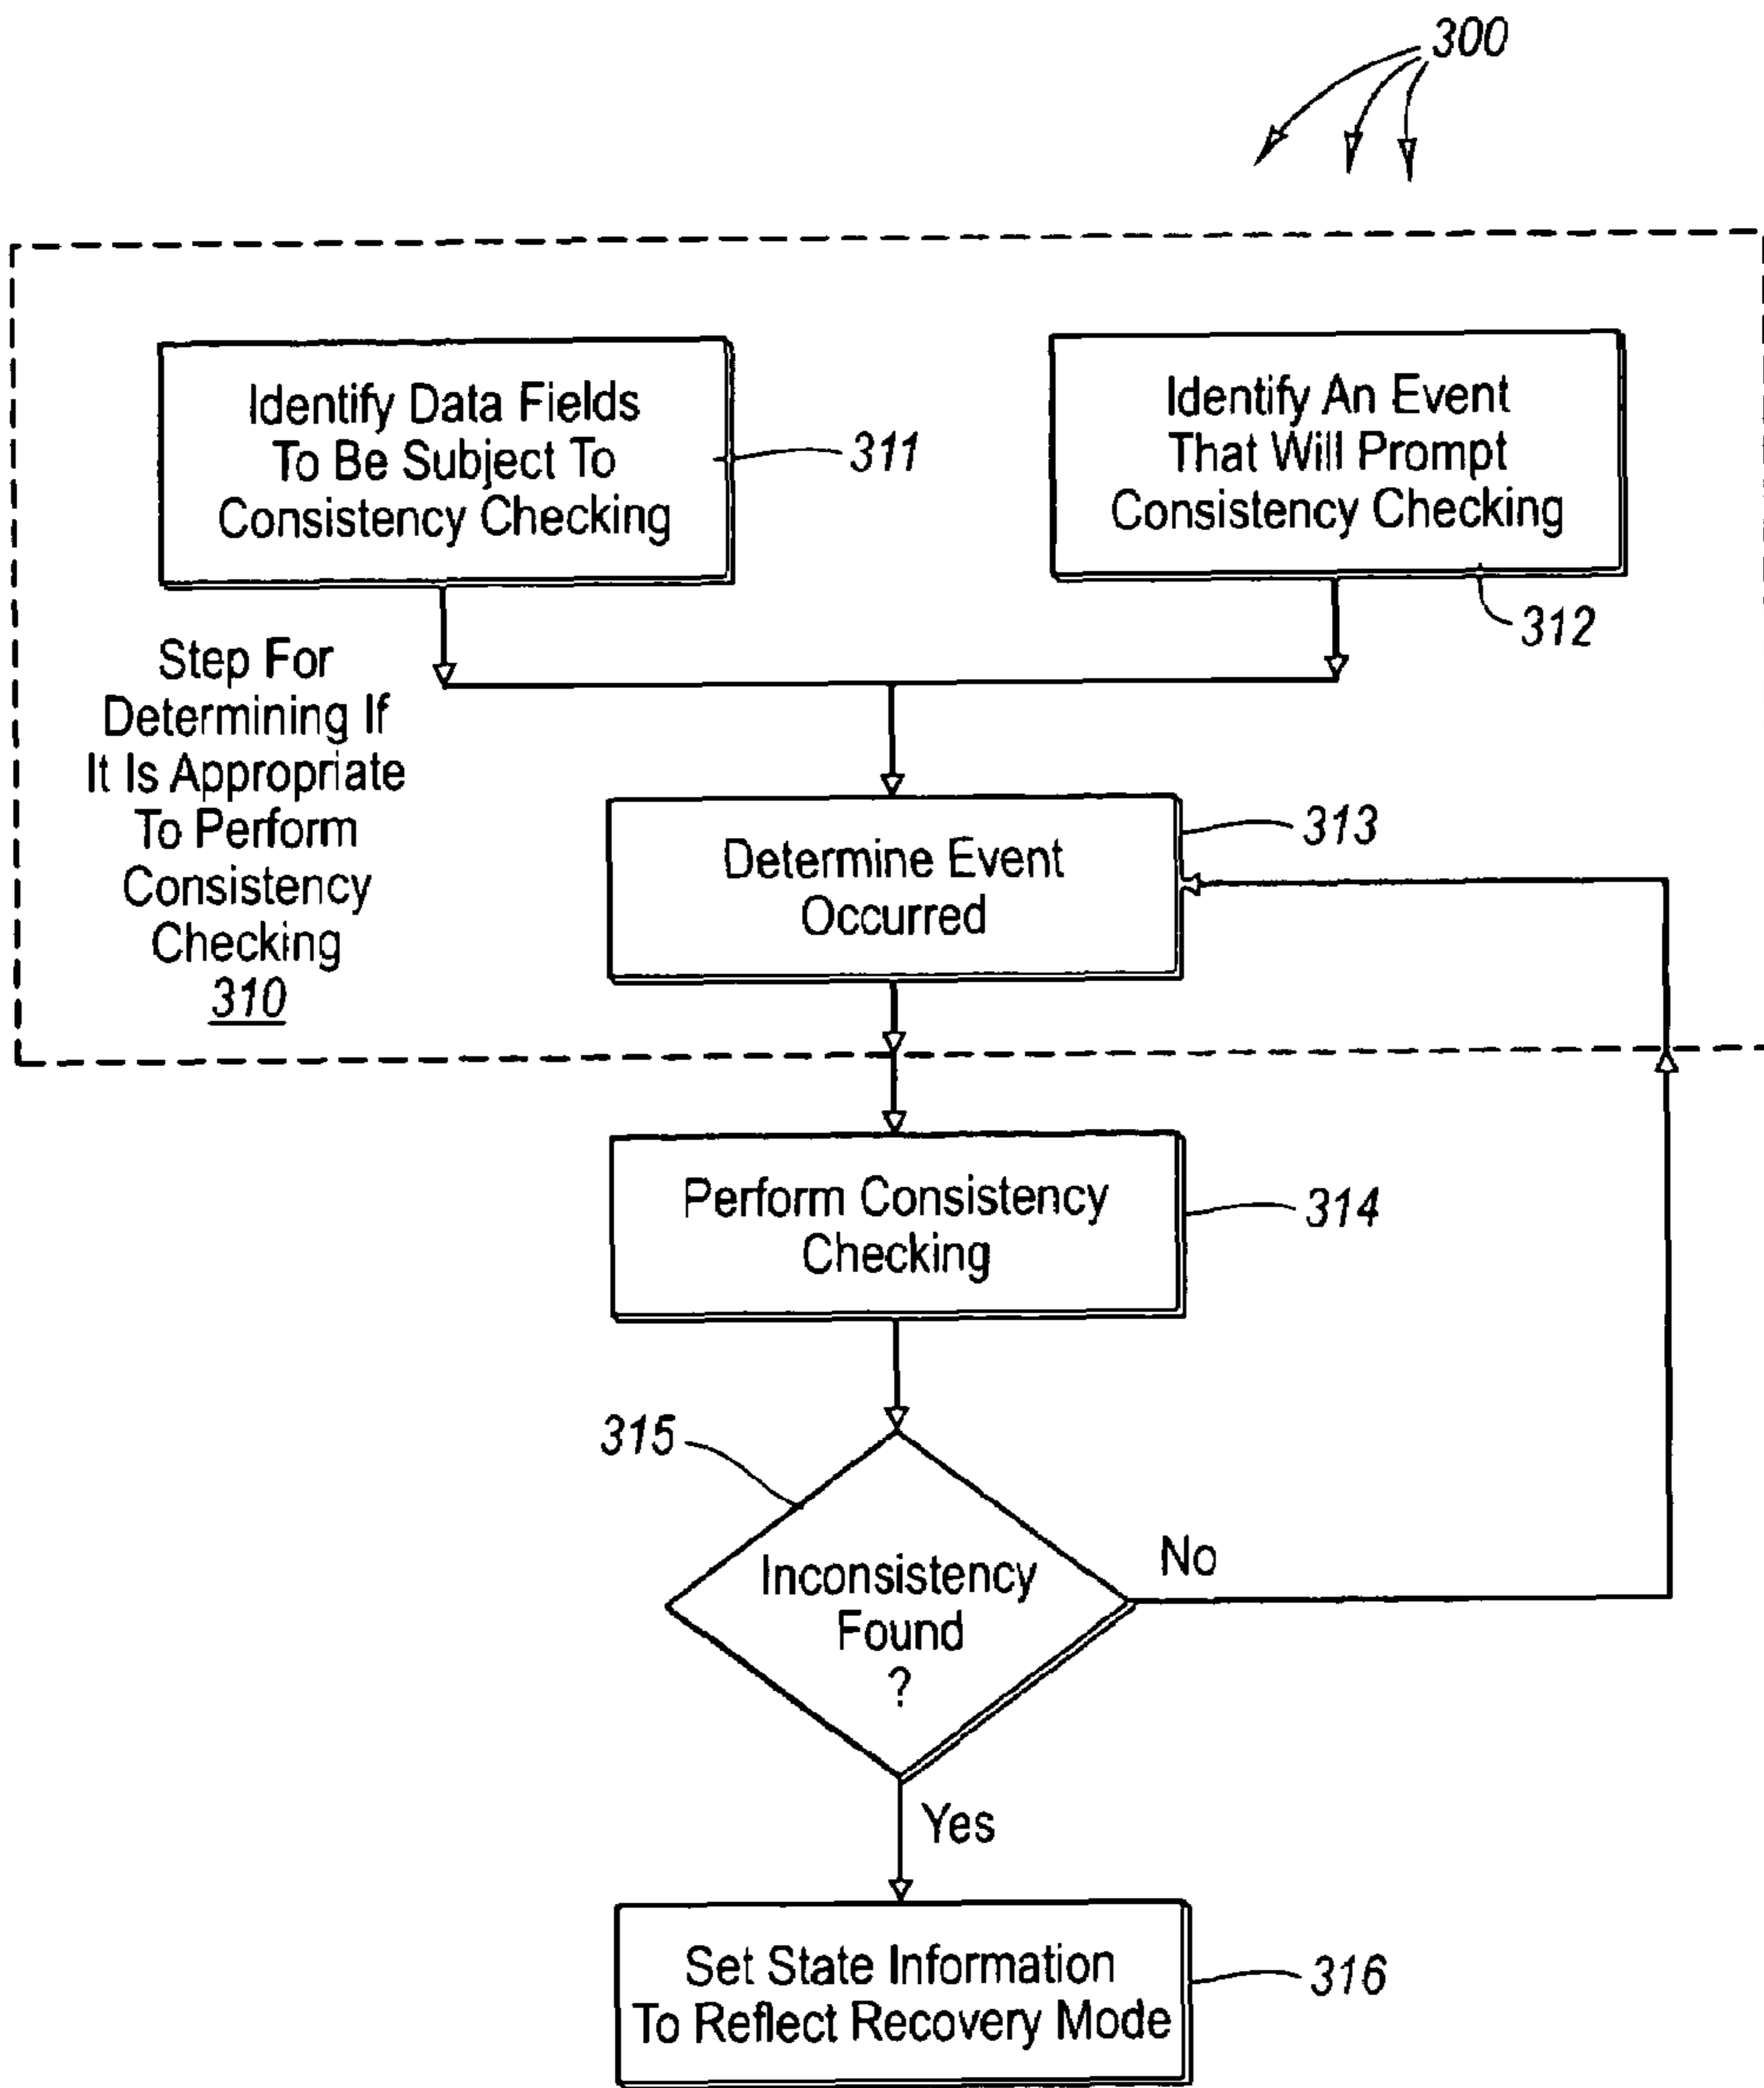 300
Identify Data Fields
To Be Subject To
Consistency Checking
311
Identify An Event
That Will Prompt
Consistency Checking
312
Step For
Determining If
It Is Appropriate
To Perform
Consistency
Checking
310
Determine Event
Occurred
313
Perform Consistency
Checking
314
315
Inconsistency
Found
?
No
Yes
Set State Information
To Reflect Recovery Mode
316